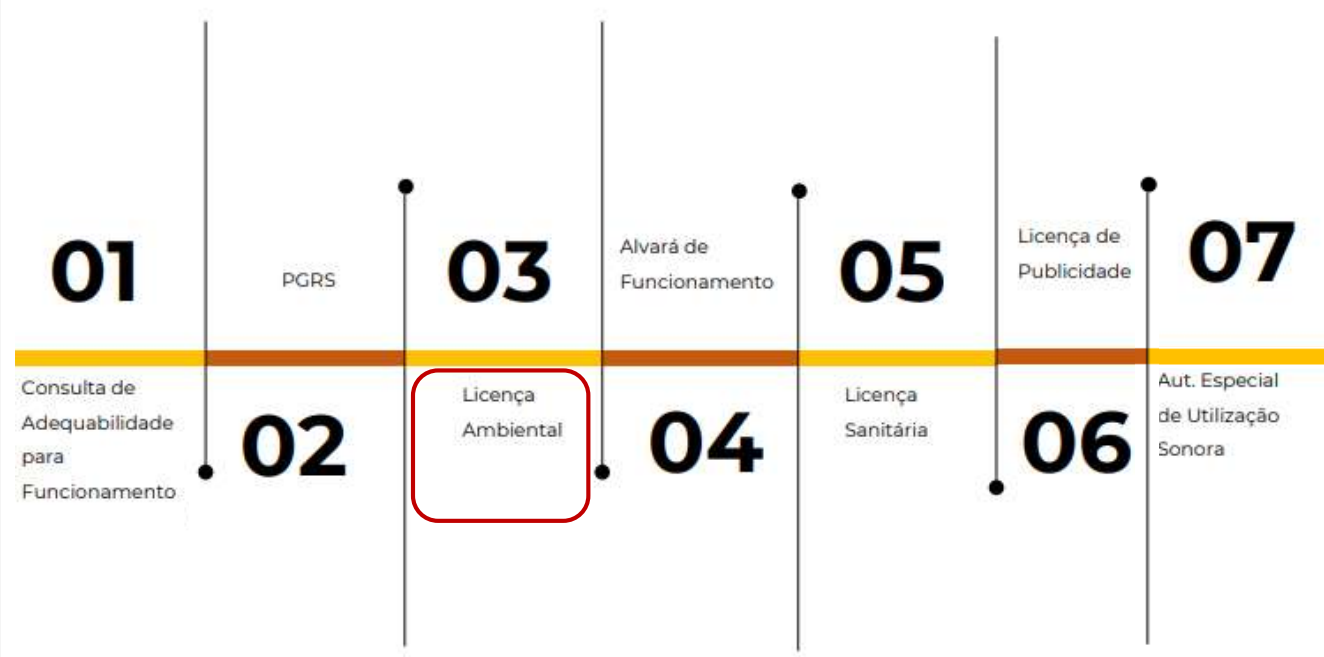 01
Consulta de
Adequabilidade
para
Funcionamento
PGRS
02
03
Licença
Ambiental
Alvará de
Funcionamento
04
05
Licença
Sanitária
Licença de
Publicidade
06
07
Aut. Especial
de Utilização
Sonora